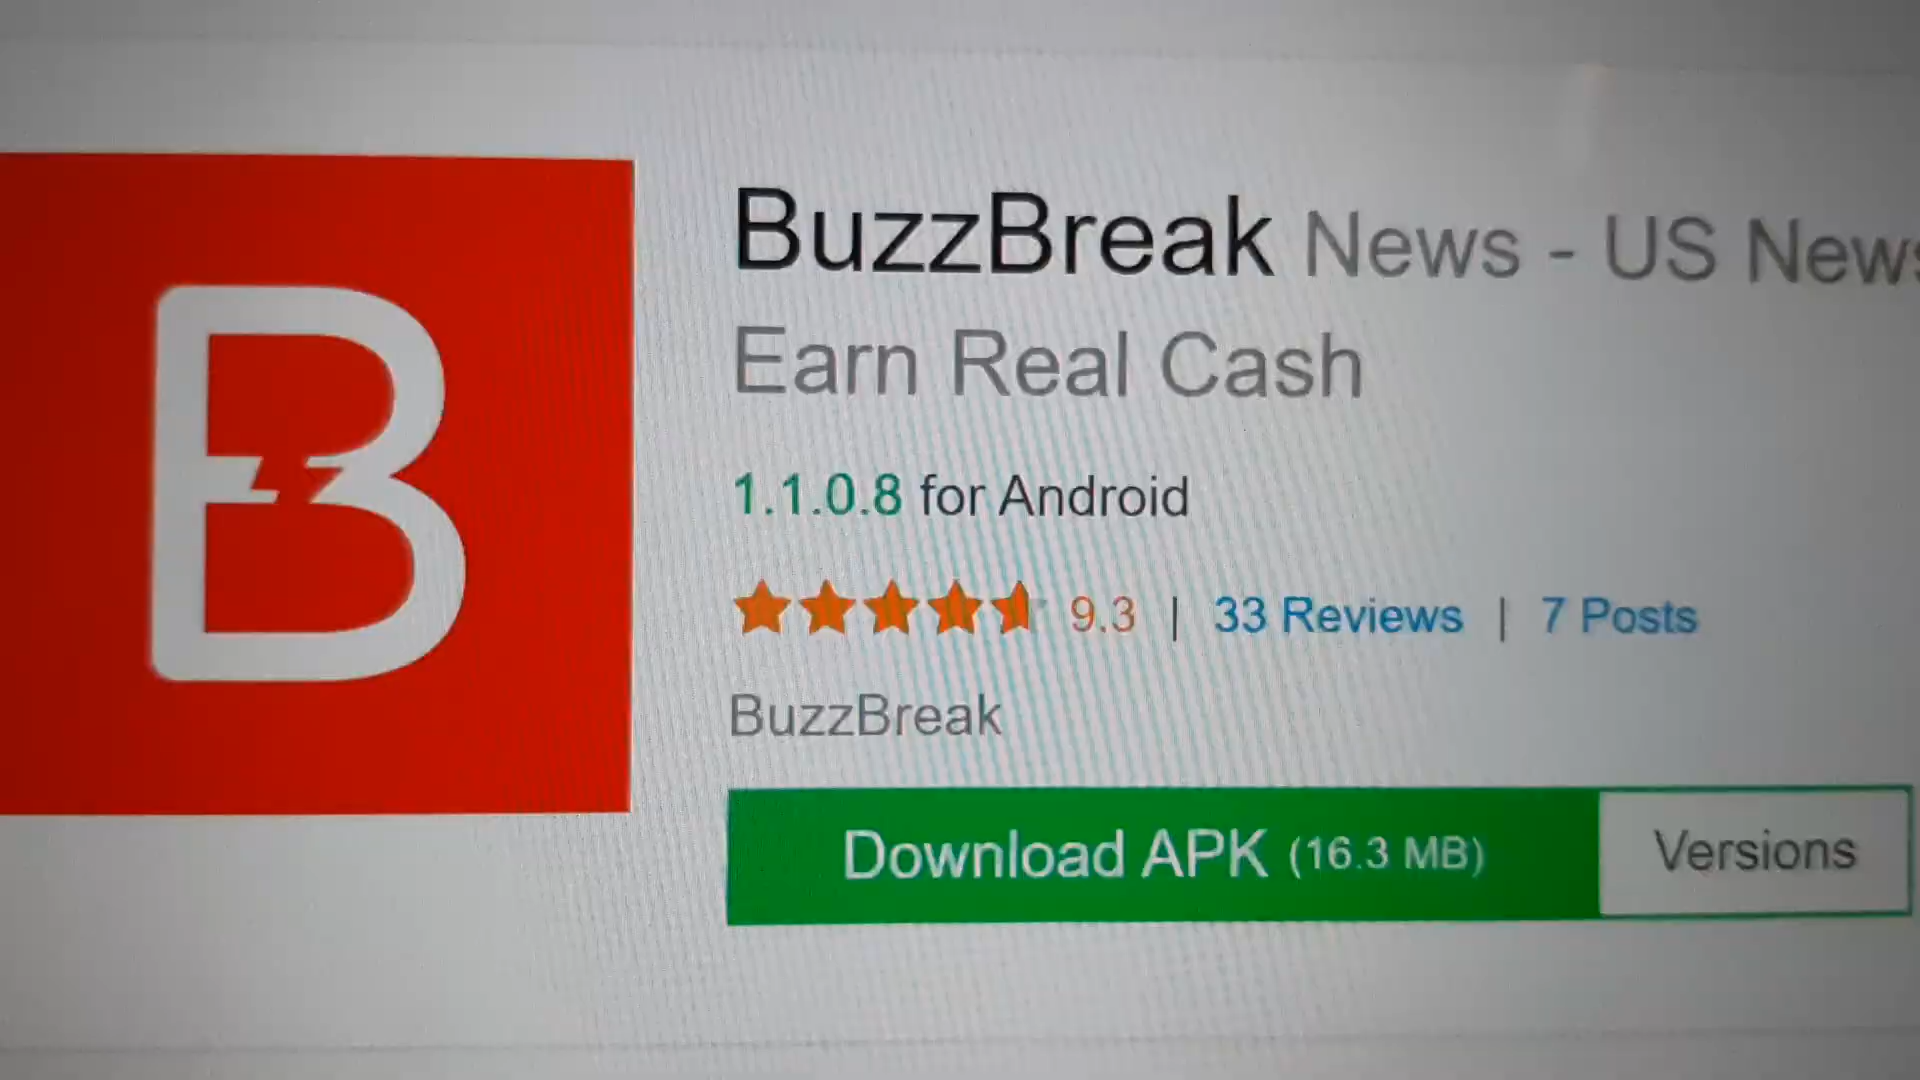 BuzzBreak News - US News
Earn Real Cash
1.1.0.8 for Android
9.3 | 33 Reviews | 7 Posts
BuzzBreak
Download APK (16.3 MB)
Versions
B